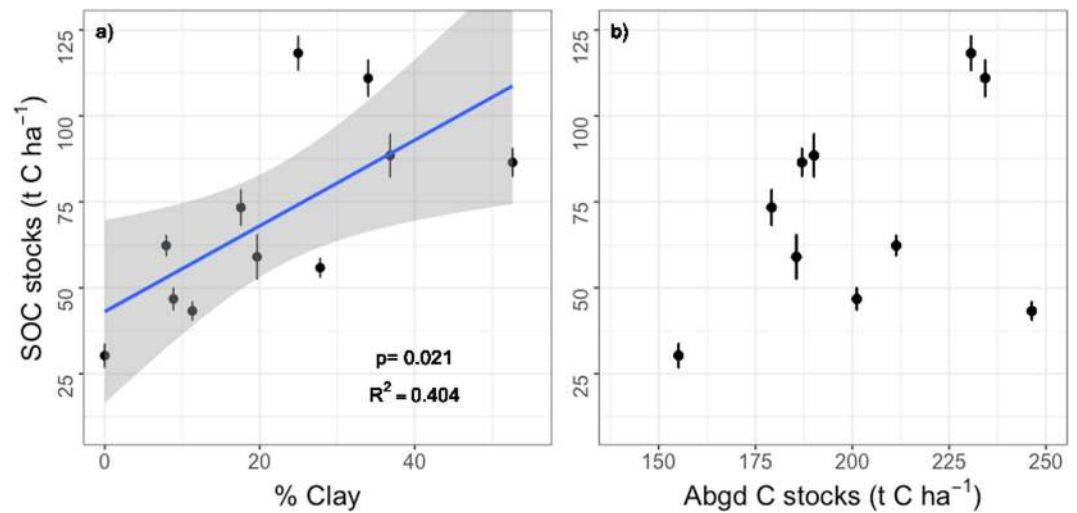 a)
SOC stocks (t C ha⁻¹)
125
100
75
50
25
p= 0.021
R² = 0.404
0
20
40
% Clay
b)
125
100
75
50
25
150
175
200
225
250
Abgd C stocks (t C ha⁻¹)